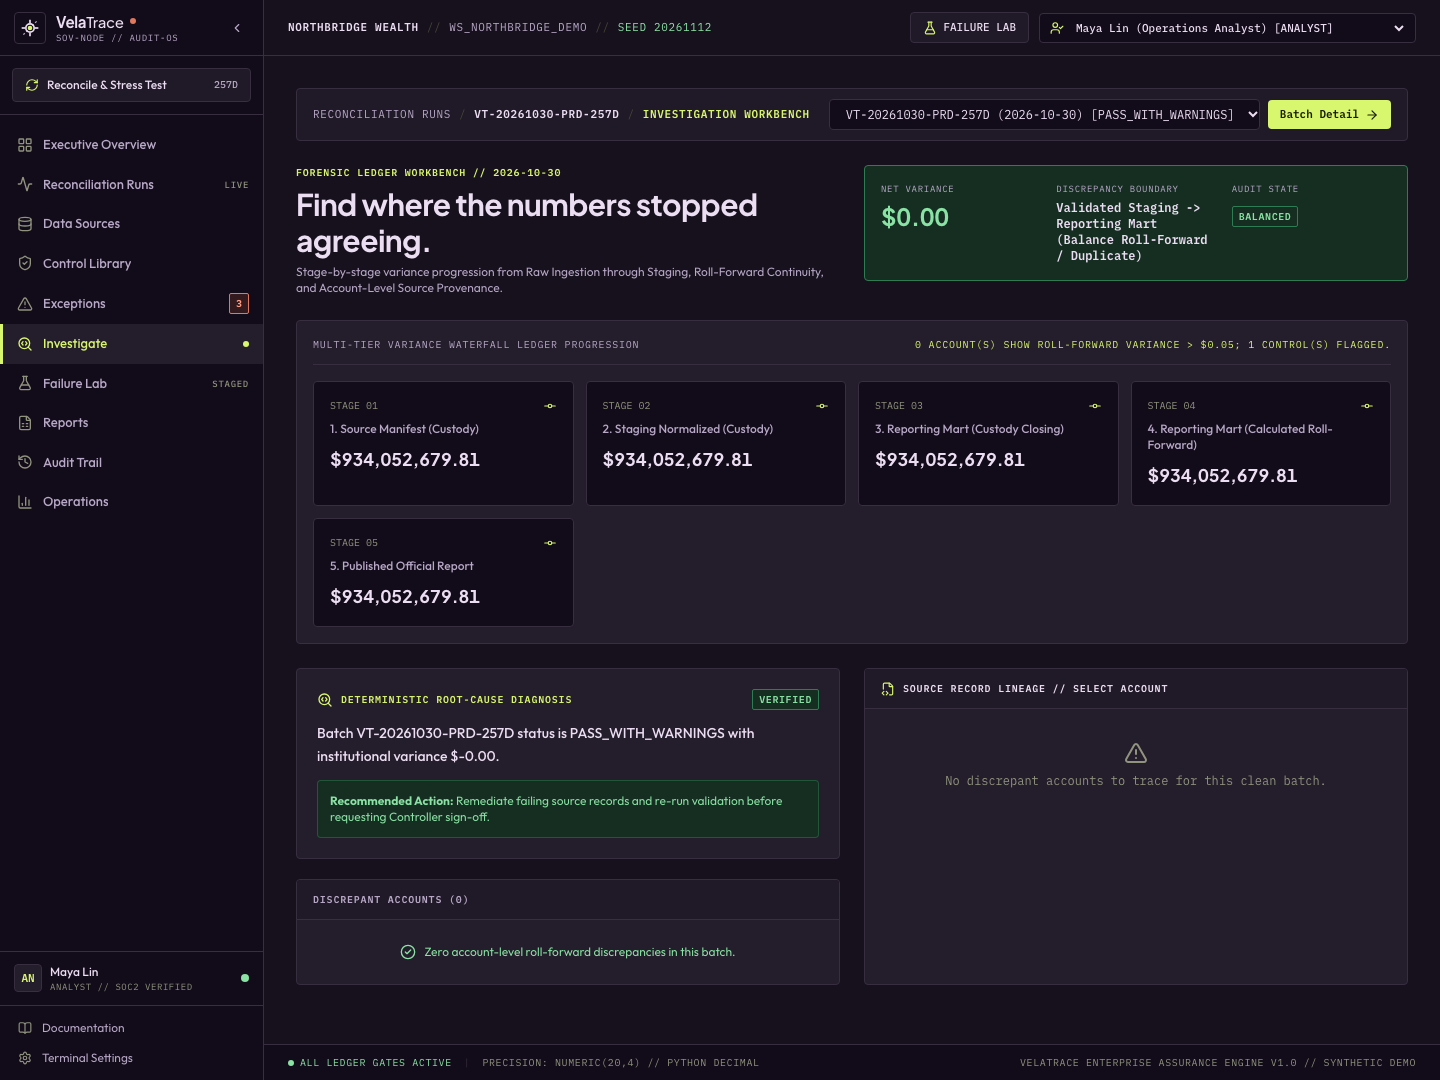 VelaTrace
SOV-NODE // AUDIT-OS
Reconcile & Stress Test 257D
Executive Overview
Reconciliation Runs LIVE
Data Sources
Control Library
Exceptions 3
Investigate
Failure Lab STAGED
Reports
Audit Trail
Operations
AN
Maya Lin
ANALYST // SOC2 VERIFIED
Documentation
Terminal Settings
NORTHBRIDGE WEALTH // WS_NORTHBRIDGE_DEMO // SEED 20261112
FAILURE LAB
Maya Lin (Operations Analyst) [ANALYST]
RECONCILIATION RUNS / VT-20261030-PRD-257D / INVESTIGATION WORKBENCH
VT-20261030-PRD-257D (2026-10-30) [PASS_WITH_WARNINGS]
Batch Detail
FORENSIC LEDGER WORKBENCH // 2026-10-30
Find where the numbers stopped
agreeing.
Stage-by-stage variance progression from Raw Ingestion through Staging, Roll-Forward Continuity,
and Account-Level Source Provenance.
NET VARIANCE
$0.00
DISCREPANCY BOUNDARY
Validated Staging ->
Reporting Mart
(Balance Roll-Forward
/ Duplicate)
AUDIT STATE
BALANCED
MULTI-TIER VARIANCE WATERFALL LEDGER PROGRESSION
0 ACCOUNT(S) SHOW ROLL-FORWARD VARIANCE > $0.05; 1 CONTROL(S) FLAGGED.
STAGE 01
1. Source Manifest (Custody)
$934,052,679.81
STAGE 02
2. Staging Normalized (Custody)
$934,052,679.81
STAGE 03
3. Reporting Mart (Custody Closing)
$934,052,679.81
STAGE 04
4. Reporting Mart (Calculated Roll-
Forward)
$934,052,679.81
STAGE 05
5. Published Official Report
$934,052,679.81
DETERMINISTIC ROOT-CAUSE DIAGNOSIS
VERIFIED
Batch VT-20261030-PRD-257D status is PASS_WITH_WARNINGS with
institutional variance $-0.00.
Recommended Action: Remediate failing source records and re-run validation before
requesting Controller sign-off.
DISCREPANT ACCOUNTS (0)
Zero account-level roll-forward discrepancies in this batch.
SOURCE RECORD LINEAGE // SELECT ACCOUNT
No discrepant accounts to trace for this clean batch.
ALL LEDGER GATES ACTIVE | PRECISION: NUMERIC(20,4) // PYTHON DECIMAL
VELATRACE ENTERPRISE ASSURANCE ENGINE V1.0 // SYNTHETIC DEMO